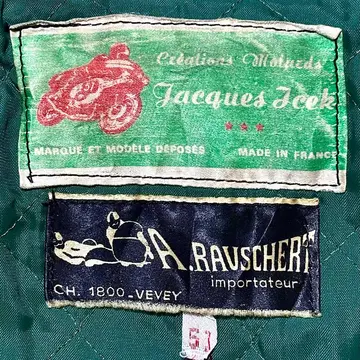 Créations Motards
Jacques Icek
★★★
MARQUE ET MODÈLE DÉPOSÉS MADE IN FRANCE
A. RAUSCHERT
importateur
CH. 1800-VEVEY
51